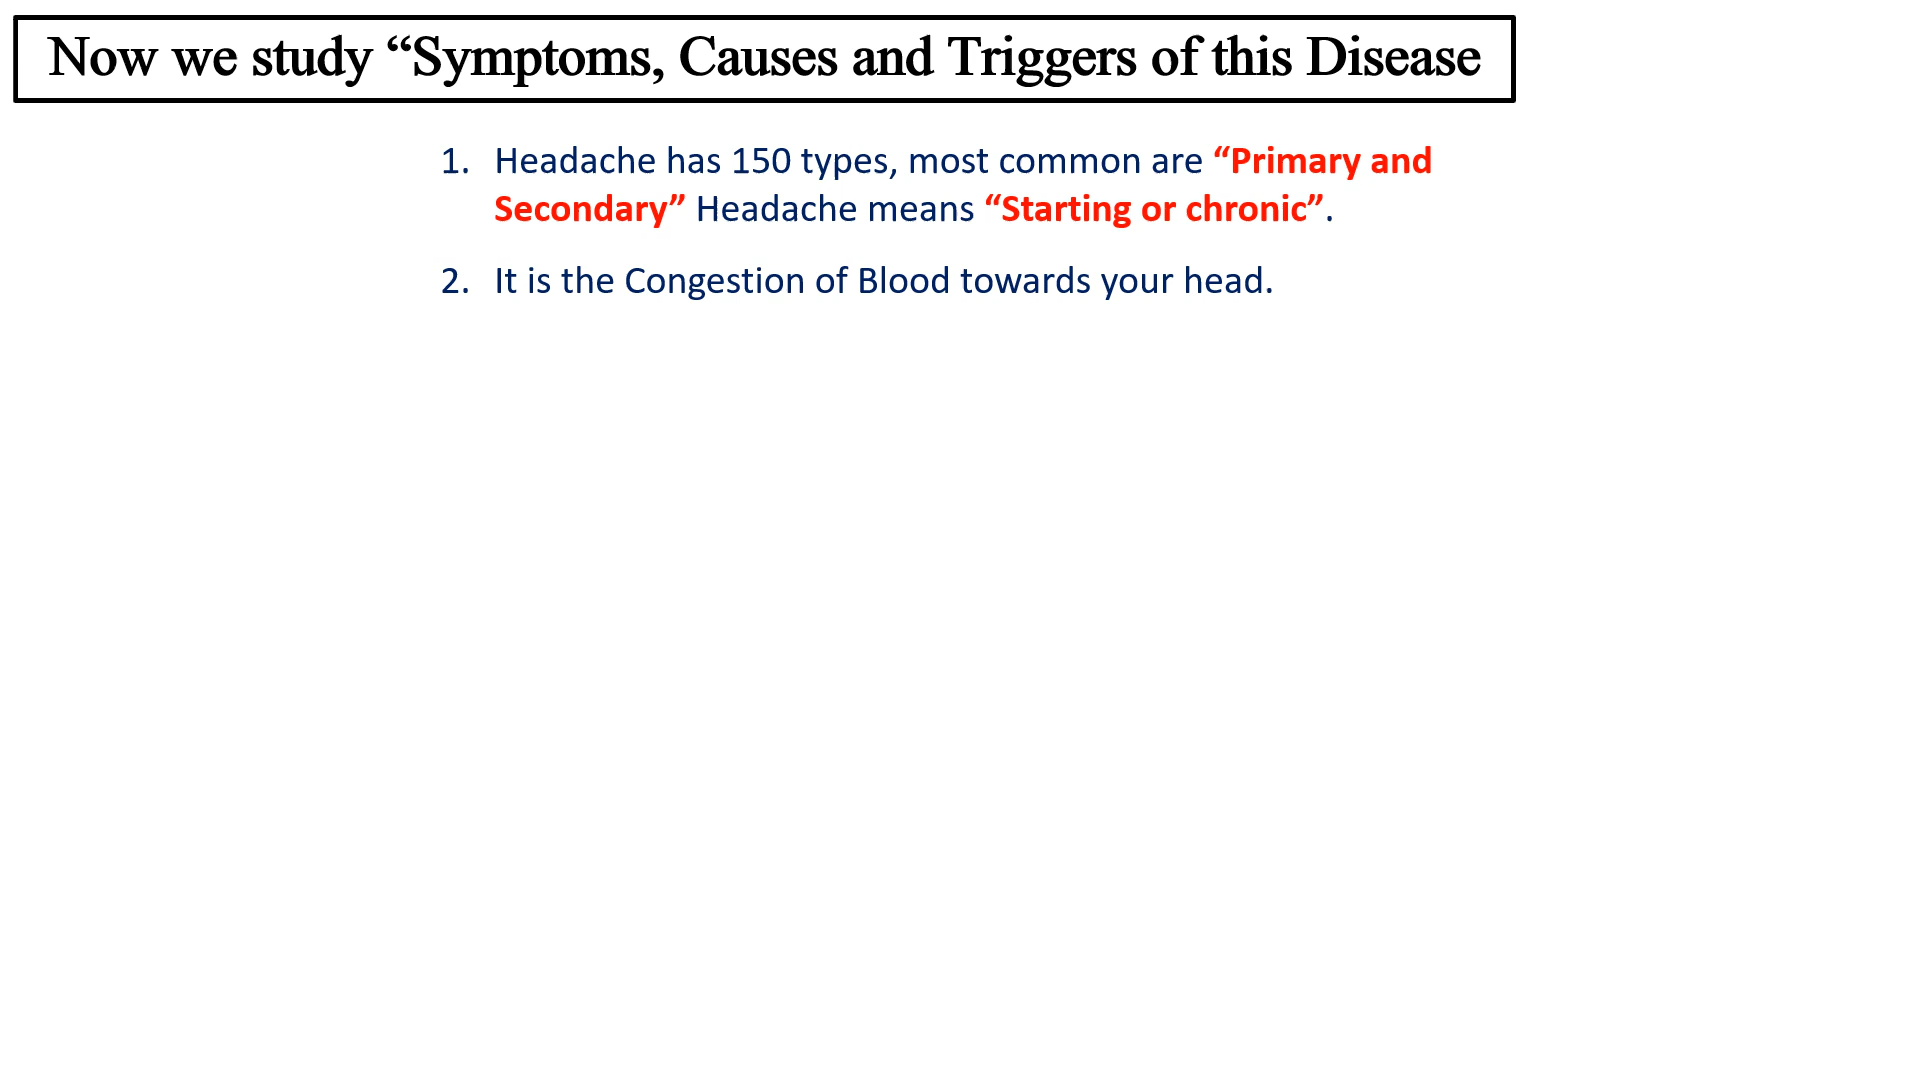 Now we study “Symptoms, Causes and Triggers of this Disease
1. Headache has 150 types, most common are “Primary and
Secondary” Headache means “Starting or chronic”.
2. It is the Congestion of Blood towards your head.